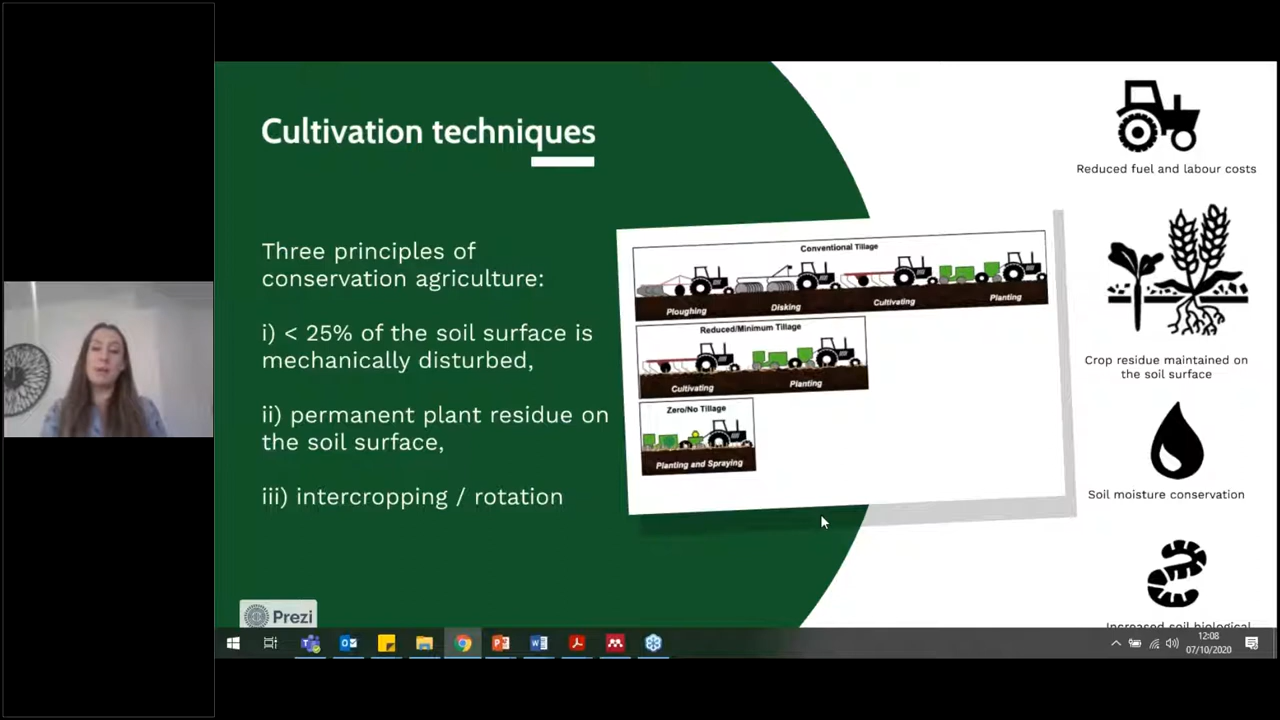 Cultivation techniques
Three principles of
conservation agriculture:
i) < 25% of the soil surface is
mechanically disturbed,
ii) permanent plant residue on
the soil surface,
iii) intercropping / rotation
Conventional Tillage
Ploughing
Disking
Cultivating
Planting
Reduced/Minimum Tillage
Cultivating
Planting
Zero/No Tillage
Planting and Spraying
Reduced fuel and labour costs
Crop residue maintained on
the soil surface
Soil moisture conservation
Increased soil biological
Prezi
12:08
07/10/2020